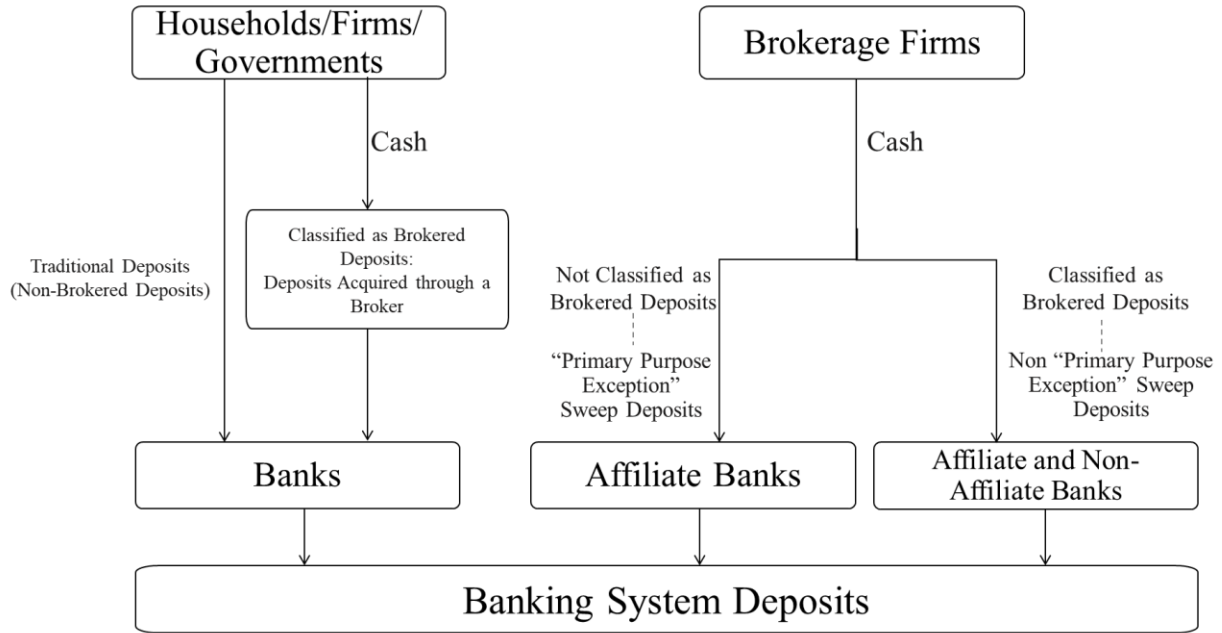 Households/Firms/
Governments
Brokerage Firms
Cash
Cash
Classified as Brokered
Deposits:
Deposits Acquired through a
Broker
Traditional Deposits
(Non-Brokered Deposits)
Not Classified as
Brokered Deposits
“Primary Purpose
Exception”
Sweep Deposits
Classified as
Brokered Deposits
Non “Primary Purpose
Exception” Sweep
Deposits
Banks
Affiliate Banks
Affiliate and Non-
Affiliate Banks
Banking System Deposits